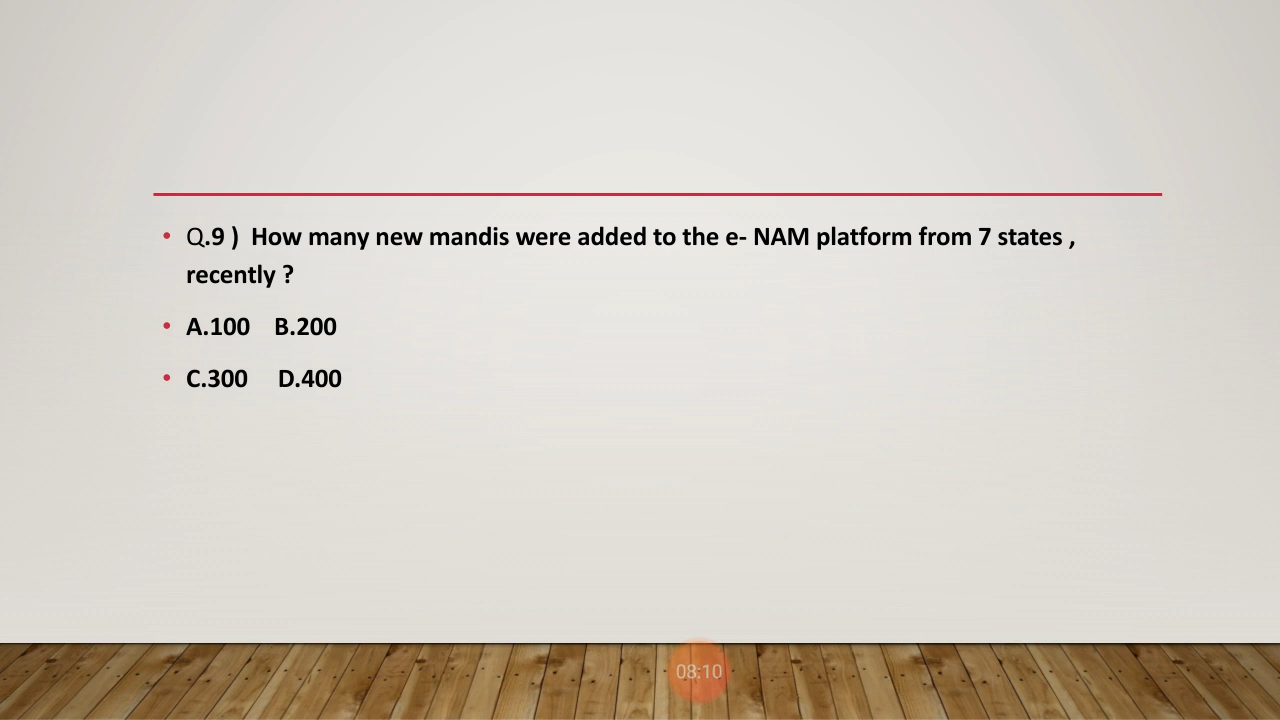 • Q.9 )  How many new mandis were added to the e- NAM platform from 7 states ,
recently ?
• A.100    B.200
• C.300     D.400
08:10